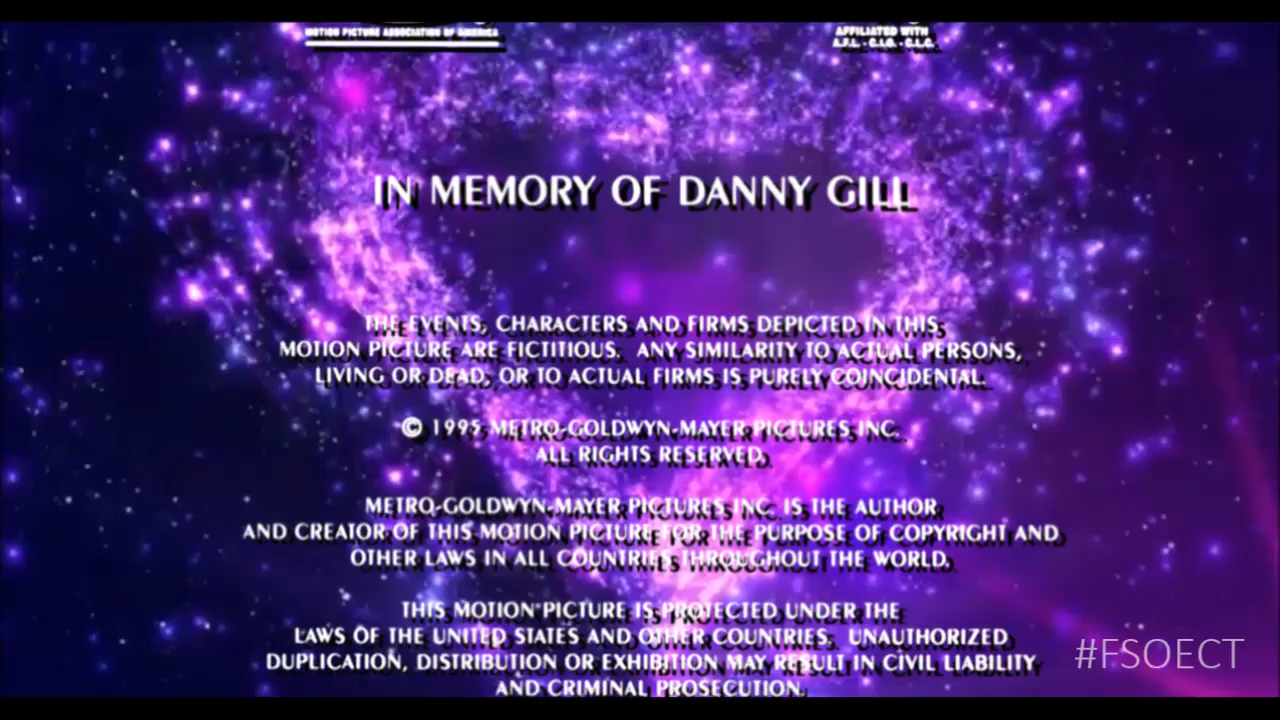 MOTION PICTURE ASSOCIATION OF AMERICA
AFFILIATED WITH
A.F.L. - C.I.O. - C.L.C.
IN MEMORY OF DANNY GILL
THE EVENTS, CHARACTERS AND FIRMS DEPICTED IN THIS
MOTION PICTURE ARE FICTITIOUS. ANY SIMILARITY TO ACTUAL PERSONS,
LIVING OR DEAD, OR TO ACTUAL FIRMS IS PURELY COINCIDENTAL.
© 1995 METRO-GOLDWYN-MAYER PICTURES INC.
ALL RIGHTS RESERVED.
METRO-GOLDWYN-MAYER PICTURES INC. IS THE AUTHOR
AND CREATOR OF THIS MOTION PICTURE FOR THE PURPOSE OF COPYRIGHT AND
OTHER LAWS IN ALL COUNTRIES THROUGHOUT THE WORLD.
THIS MOTION PICTURE IS PROTECTED UNDER THE
LAWS OF THE UNITED STATES AND OTHER COUNTRIES. UNAUTHORIZED
DUPLICATION, DISTRIBUTION OR EXHIBITION MAY RESULT IN CIVIL LIABILITY
AND CRIMINAL PROSECUTION.
#FSOECT